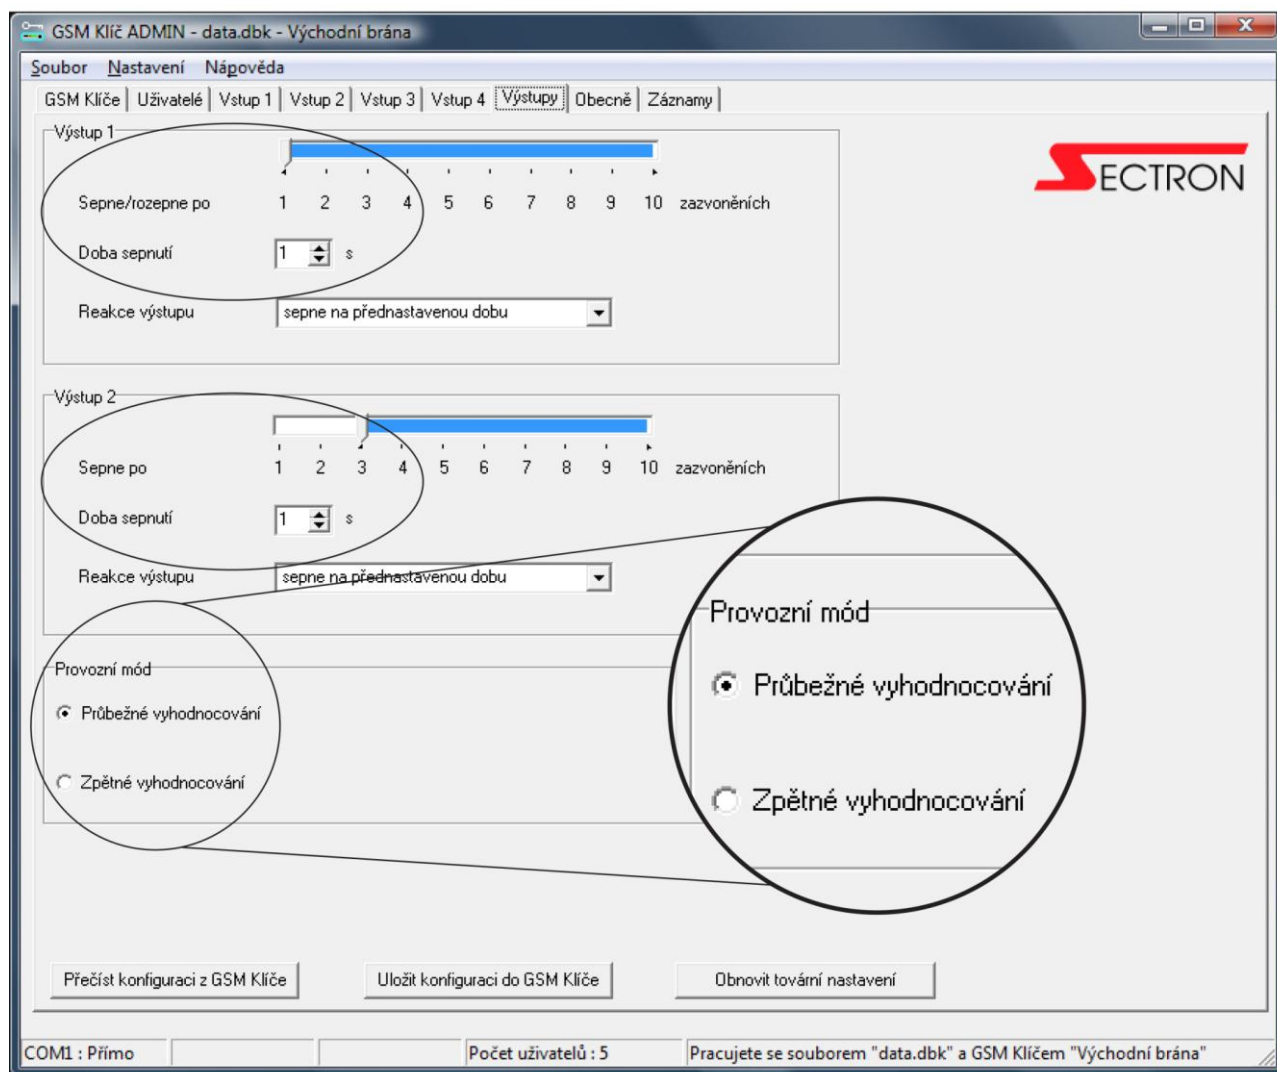 GSM Klíč ADMIN - data.dbk - Východní brána
Soubor Nastavení Nápověda
GSM Klíče Uživatelé Vstup 1 Vstup 2 Vstup 3 Vstup 4 Výstupy Obecně Záznamy
Výstup 1
SECTRON
Sepne/rozepne po 1 2 3 4 5 6 7 8 9 10 zazvoněních
Doba sepnutí 1 s
Reakce výstupu sepne na přednastavenou dobu
Výstup 2
Sepne po 1 2 3 4 5 6 7 8 9 10 zazvoněních
Doba sepnutí 1 s
Reakce výstupu sepne na přednastavenou dobu
Provozní mód
Průbežné vyhodnocování
Zpětné vyhodnocování
Provozní mód
Průbežné vyhodnocování
Zpětné vyhodnocování
Přečíst konfiguraci z GSM Klíče Uložit konfiguraci do GSM Klíče Obnovit tovární nastavení
COM1 : Přímo Počet uživatelů : 5 Pracujete se souborem "data.dbk" a GSM Klíčem "Východní brána"